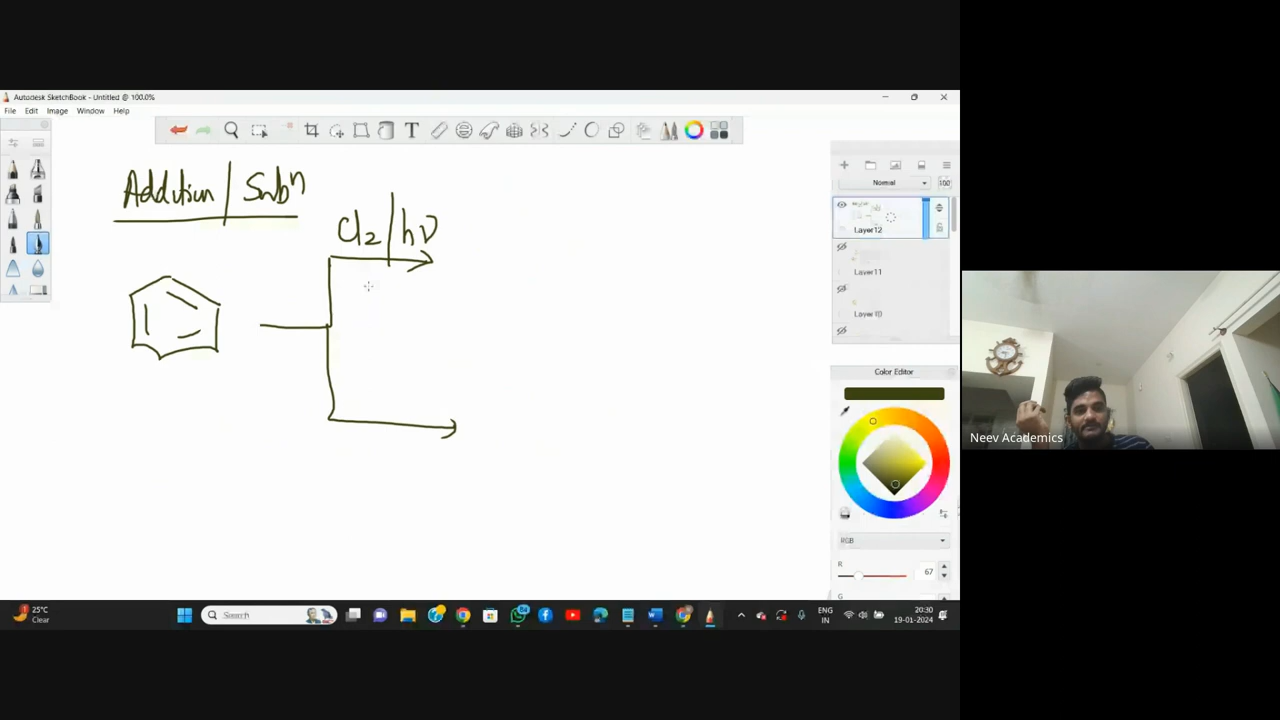 Autodesk SketchBook - Untitled @ 100.0%
File Edit Image Window Help
Addition | Subⁿ
Cl₂ | hν
Normal 100
Layer12
Layer11
Layer10
Color Editor
RGB
R 67
G
Neev Academics
25°C
Clear
Search
ENG
IN
20:30
19-01-2024